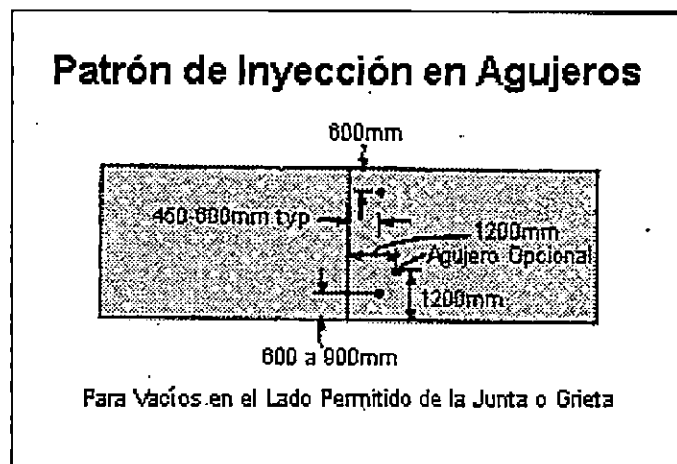 Patrón de Inyección en Agujeros
600mm
450-600mm typ
1200mm
Agujero Opcional
1200mm
600 a 900mm
Para Vacíos en el Lado Permitido de la Junta o Grieta